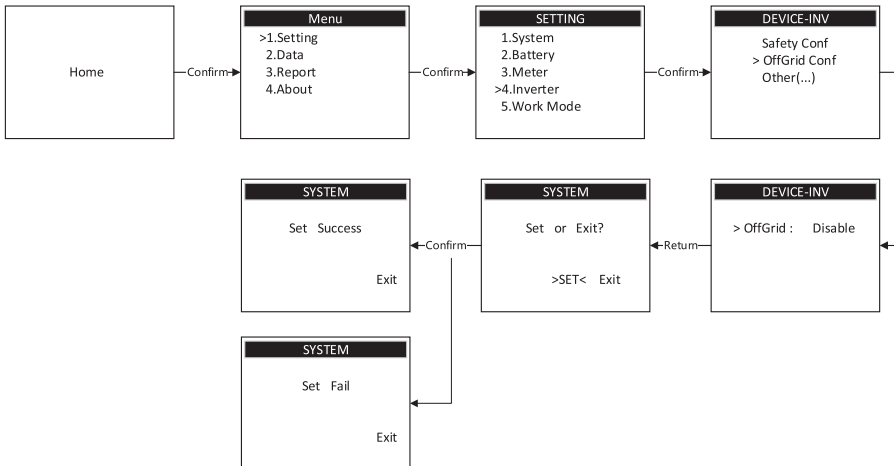 Home
Confirm
Menu
>1.Setting
2.Data
3.Report
4.About
Confirm
SETTING
1.System
2.Battery
3.Meter
>4.Inverter
5.Work Mode
Confirm
DEVICE-INV
Safety Conf
> OffGrid Conf
Other(...)
DEVICE-INV
> OffGrid : Disable
Return
SYSTEM
Set or Exit?
>SET< Exit
Confirm
SYSTEM
Set Success
Exit
SYSTEM
Set Fail
Exit